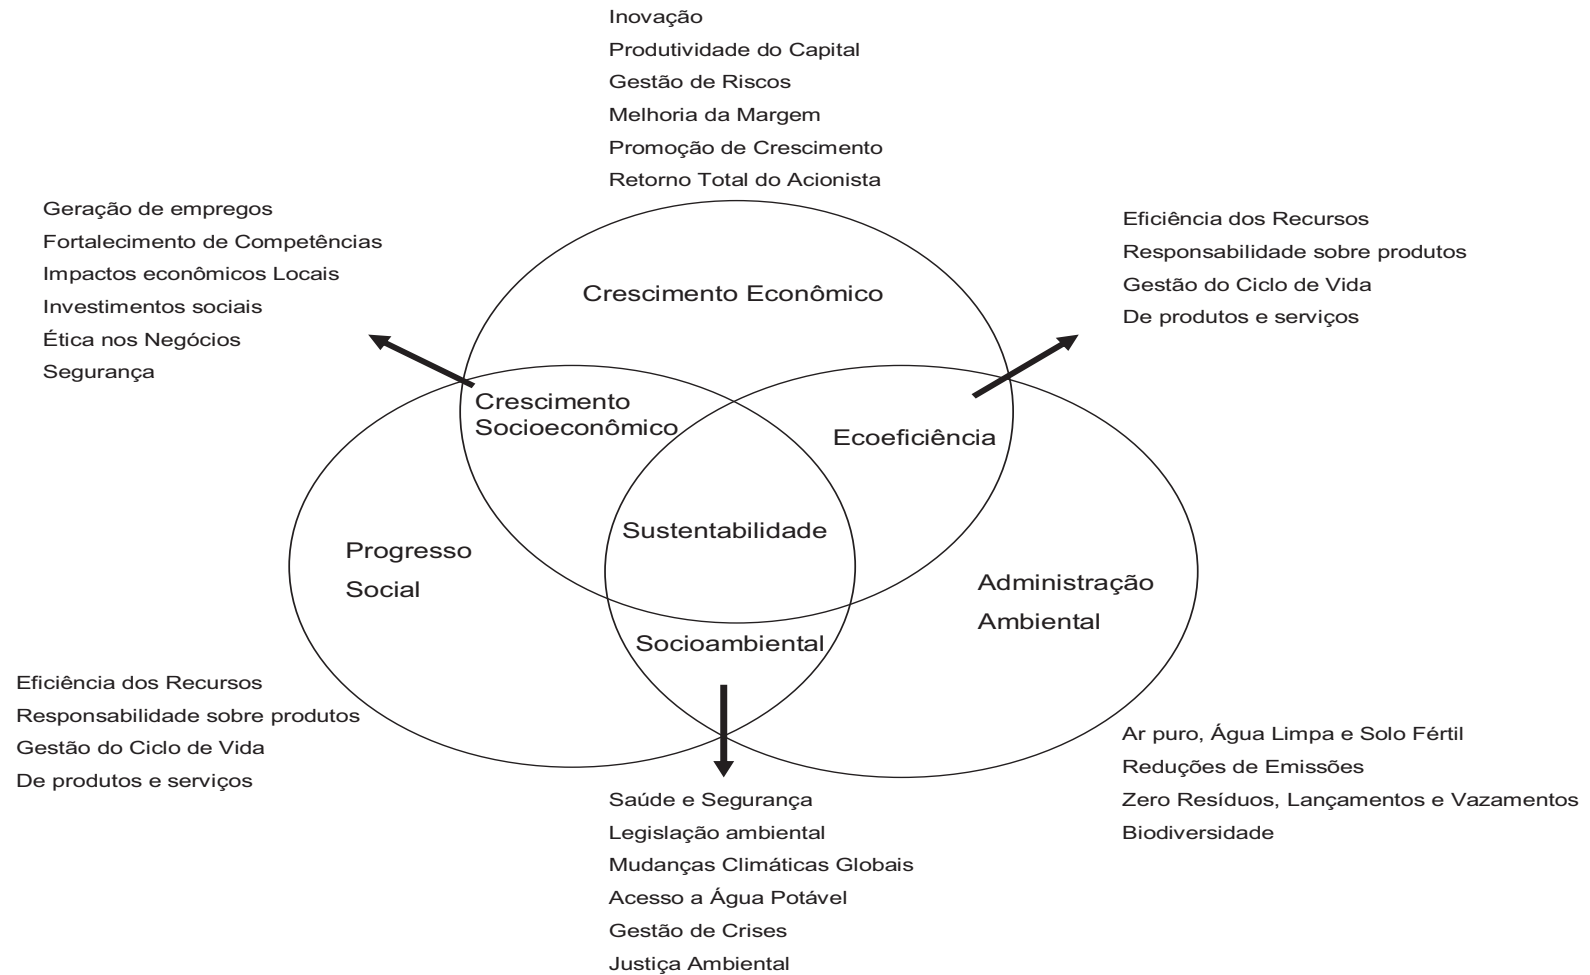 Inovação
Produtividade do Capital
Gestão de Riscos
Melhoria da Margem
Promoção de Crescimento
Retorno Total do Acionista
Geração de empregos
Fortalecimento de Competências
Impactos econômicos Locais
Investimentos sociais
Ética nos Negócios
Segurança
Eficiência dos Recursos
Responsabilidade sobre produtos
Gestão do Ciclo de Vida
De produtos e serviços
Crescimento Econômico
Crescimento
Socioeconômico
Ecoeficiência
Sustentabilidade
Progresso
Social
Administração
Ambiental
Socioambiental
Eficiência dos Recursos
Responsabilidade sobre produtos
Gestão do Ciclo de Vida
De produtos e serviços
Ar puro, Água Limpa e Solo Fértil
Reduções de Emissões
Zero Resíduos, Lançamentos e Vazamentos
Biodiversidade
Saúde e Segurança
Legislação ambiental
Mudanças Climáticas Globais
Acesso a Água Potável
Gestão de Crises
Justiça Ambiental